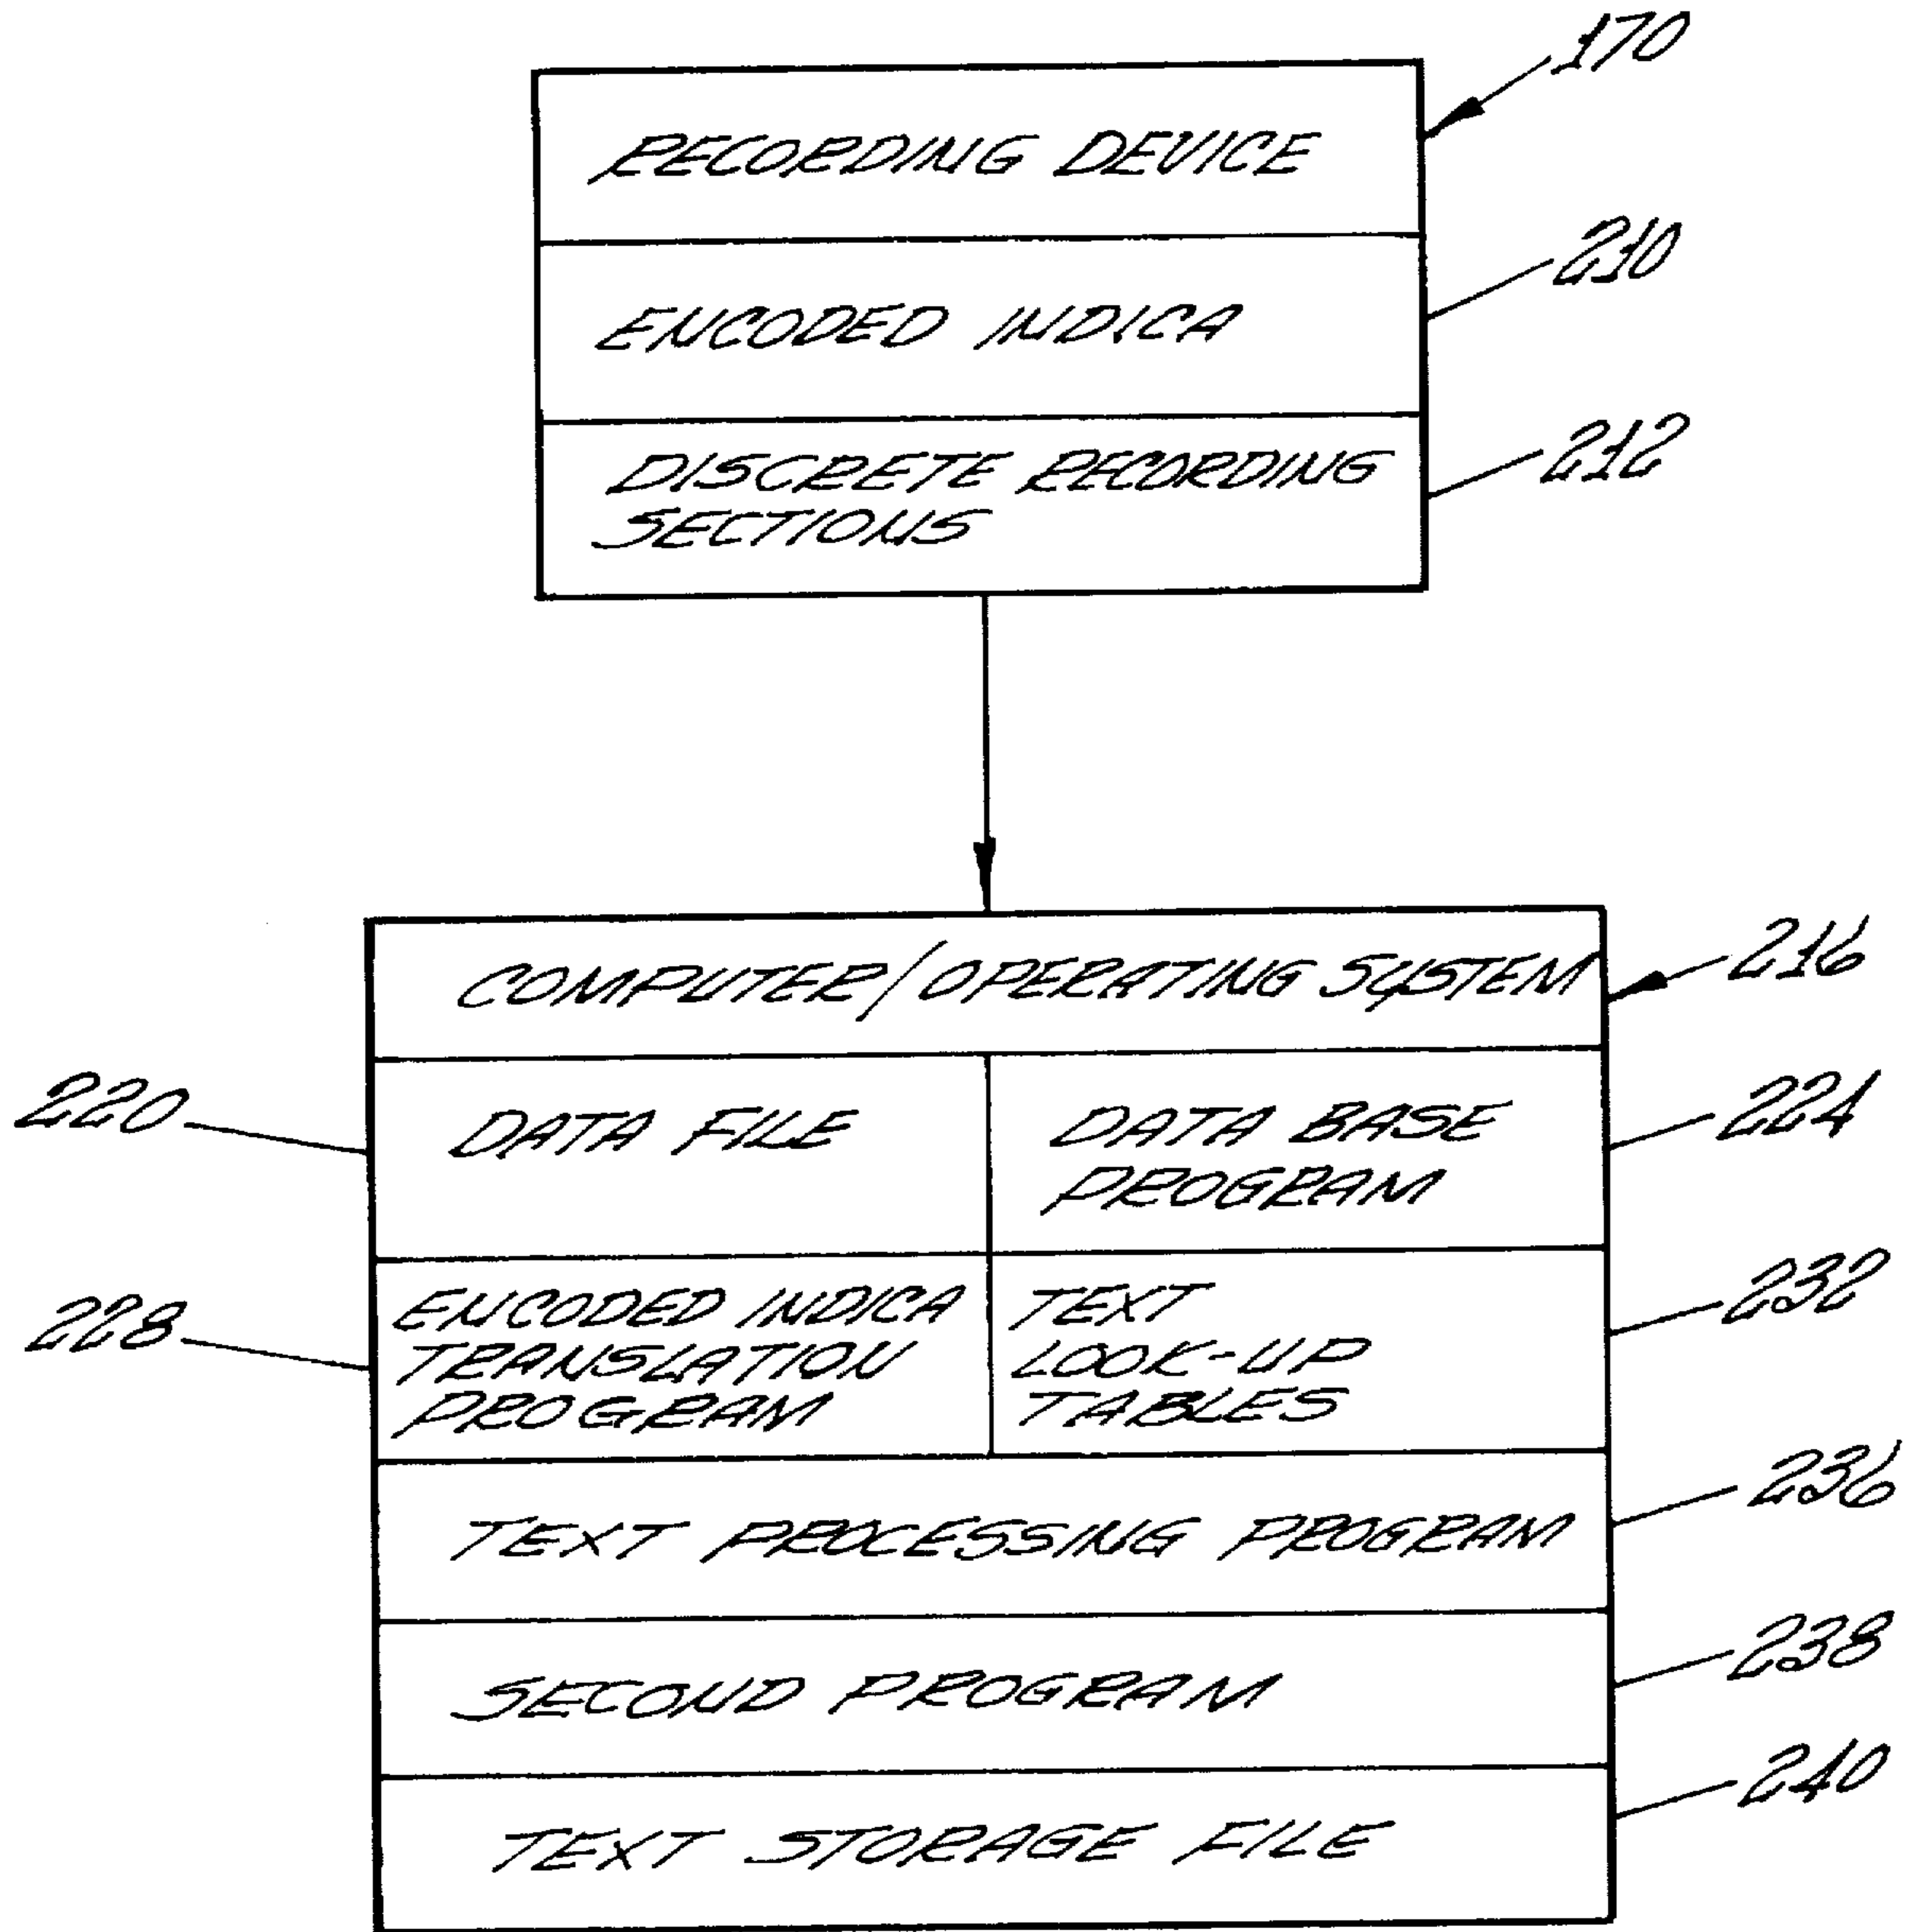 170
RECORDING DEVICE
210
ENCODED INDICA
212
DISCRETE RECORDING
SECTIONS
216
COMPUTER/OPERATING SYSTEM
220
DATA FILE
DATA BASE
PROGRAM
224
228
ENCODED INDICA
TRANSLATION
PROGRAM
TEXT
LOOK-UP
TABLES
232
236
TEXT PROCESSING PROGRAM
238
SECOND PROGRAM
240
TEXT STORAGE FILE